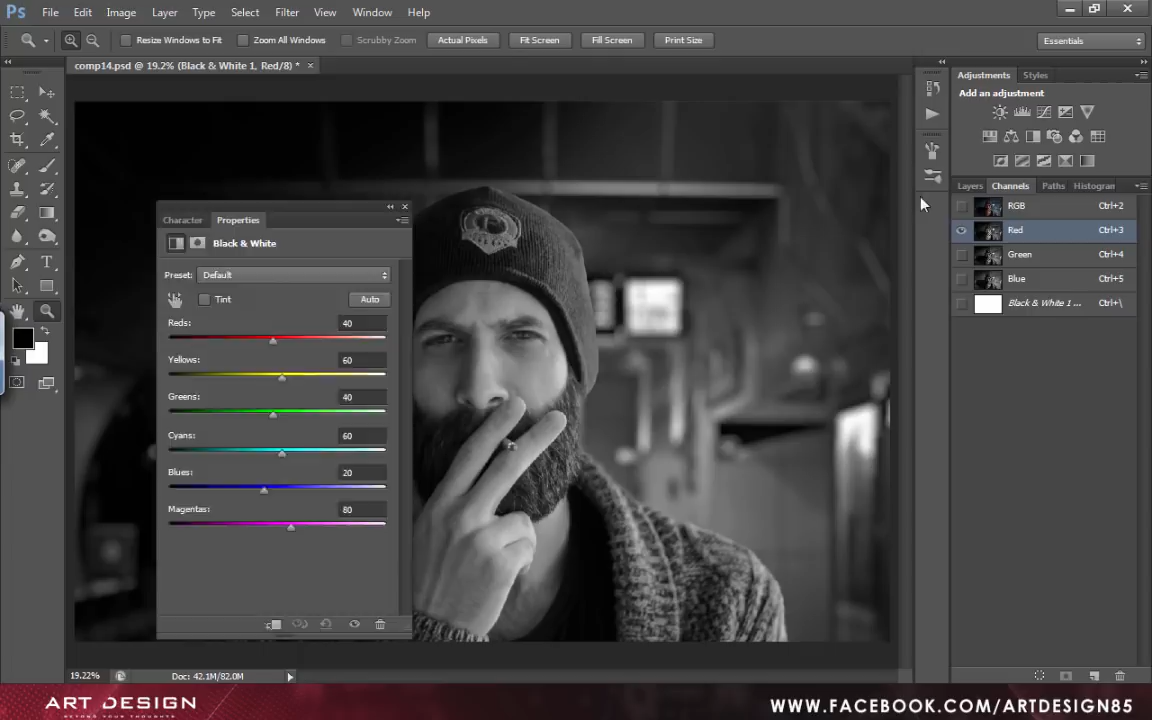 Ps File Edit Image Layer Type Select Filter View Window Help
Resize Windows to Fit Zoom All Windows Scrubby Zoom Actual Pixels Fit Screen Fill Screen Print Size Essentials
comp14.psd @ 19.2% (Black & White 1, Red/8) *
Adjustments Styles
Add an adjustment
Layers Channels Paths Histogran
RGB Ctrl+2
Red Ctrl+3
Green Ctrl+4
Blue Ctrl+5
Black & White 1 ... Ctrl+\
Character Properties
Black & White
Preset: Default
Tint Auto
Reds: 40
Yellows: 60
Greens: 40
Cyans: 60
Blues: 20
Magentas: 80
19.22% Doc: 42.1M/82.0M
ART DESIGN
BEYOND YOUR THOUGHTS
WWW.FACEBOOK.COM/ARTDESIGN85